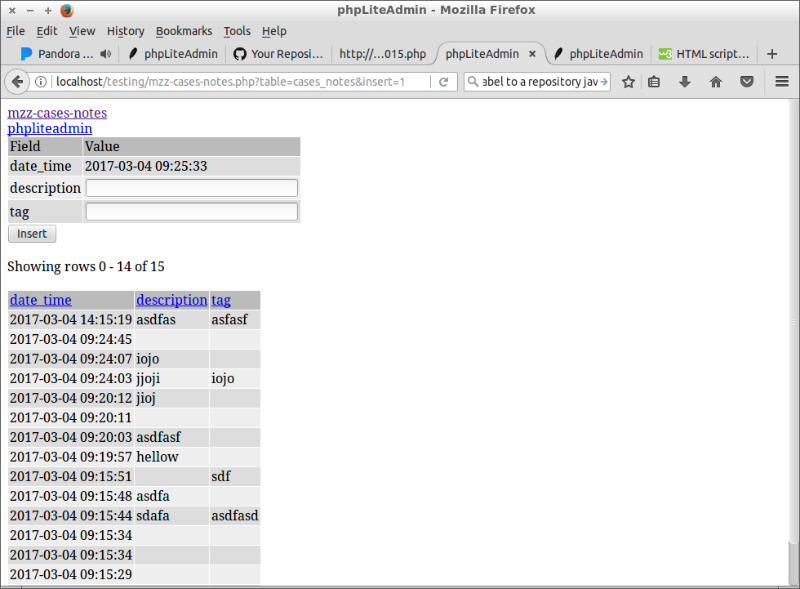 phpLiteAdmin - Mozilla Firefox
File Edit View History Bookmarks Tools Help
Pandora ... phpLiteAdmin Your Reposi... http://...015.php phpLiteAdmin × phpLiteAdmin HTML script...
localhost/testing/mzz-cases-notes.php?table=cases_notes&insert=1 abel to a repository jav
mzz-cases-notes
phpliteadmin
Field Value
date_time 2017-03-04 09:25:33
description
tag
Insert
Showing rows 0 - 14 of 15
date_time description tag
2017-03-04 14:15:19 asdfas asfasf
2017-03-04 09:24:45
2017-03-04 09:24:07 iojo
2017-03-04 09:24:03 jjoji iojo
2017-03-04 09:20:12 jioj
2017-03-04 09:20:11
2017-03-04 09:20:03 asdfasf
2017-03-04 09:19:57 hellow
2017-03-04 09:15:51 sdf
2017-03-04 09:15:48 asdfa
2017-03-04 09:15:44 sdafa asdfasd
2017-03-04 09:15:34
2017-03-04 09:15:34
2017-03-04 09:15:29